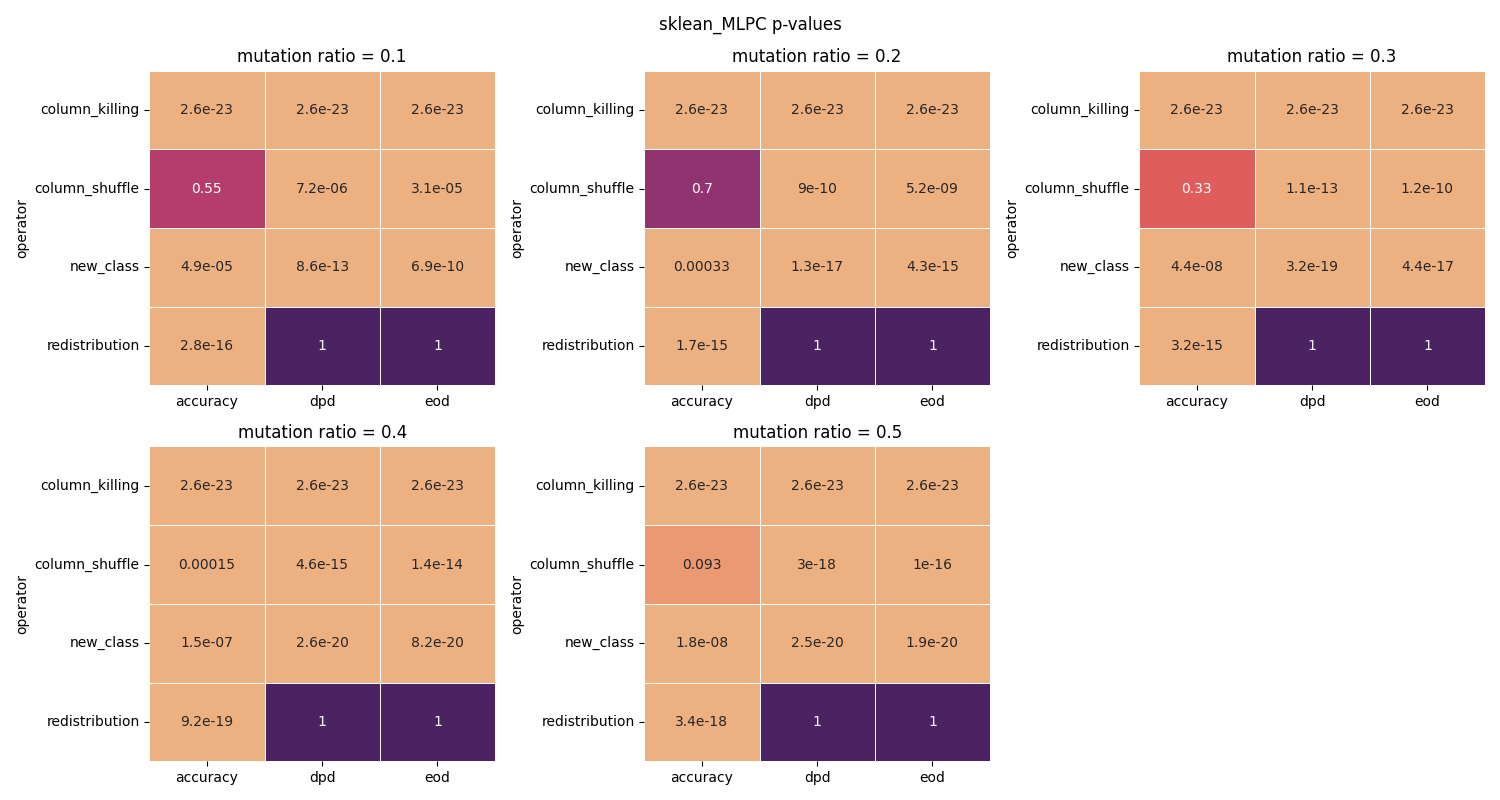 sklean_MLPC p-values
mutation ratio = 0.1
operator
column_killing 2.6e-23 2.6e-23 2.6e-23
column_shuffle 0.55 7.2e-06 3.1e-05
new_class 4.9e-05 8.6e-13 6.9e-10
redistribution 2.8e-16 1 1
accuracy dpd eod
mutation ratio = 0.2
operator
column_killing 2.6e-23 2.6e-23 2.6e-23
column_shuffle 0.7 9e-10 5.2e-09
new_class 0.00033 1.3e-17 4.3e-15
redistribution 1.7e-15 1 1
accuracy dpd eod
mutation ratio = 0.3
operator
column_killing 2.6e-23 2.6e-23 2.6e-23
column_shuffle 0.33 1.1e-13 1.2e-10
new_class 4.4e-08 3.2e-19 4.4e-17
redistribution 3.2e-15 1 1
accuracy dpd eod
mutation ratio = 0.4
operator
column_killing 2.6e-23 2.6e-23 2.6e-23
column_shuffle 0.00015 4.6e-15 1.4e-14
new_class 1.5e-07 2.6e-20 8.2e-20
redistribution 9.2e-19 1 1
accuracy dpd eod
mutation ratio = 0.5
operator
column_killing 2.6e-23 2.6e-23 2.6e-23
column_shuffle 0.093 3e-18 1e-16
new_class 1.8e-08 2.5e-20 1.9e-20
redistribution 3.4e-18 1 1
accuracy dpd eod